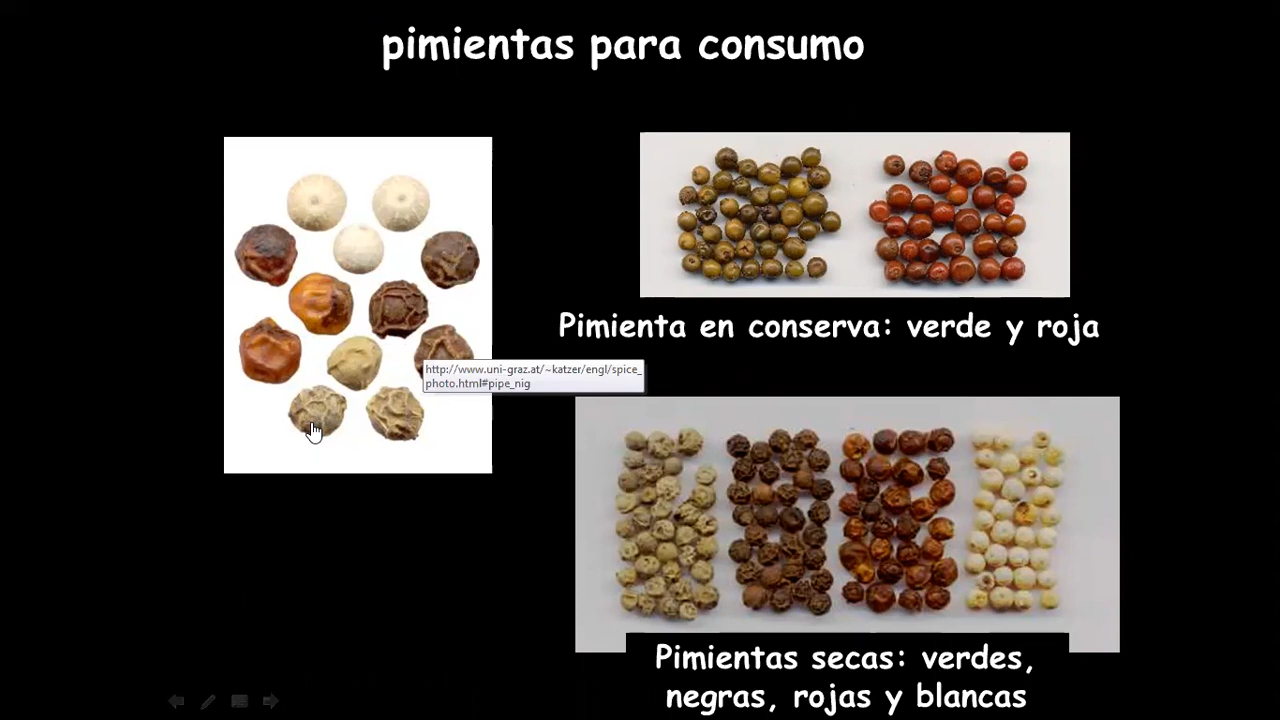 pimientas para consumo
Pimienta en conserva: verde y roja
http://www.uni-graz.at/~katzer/engl/spice_
photo.html#pipe_nig
Pimientas secas: verdes,
negras, rojas y blancas